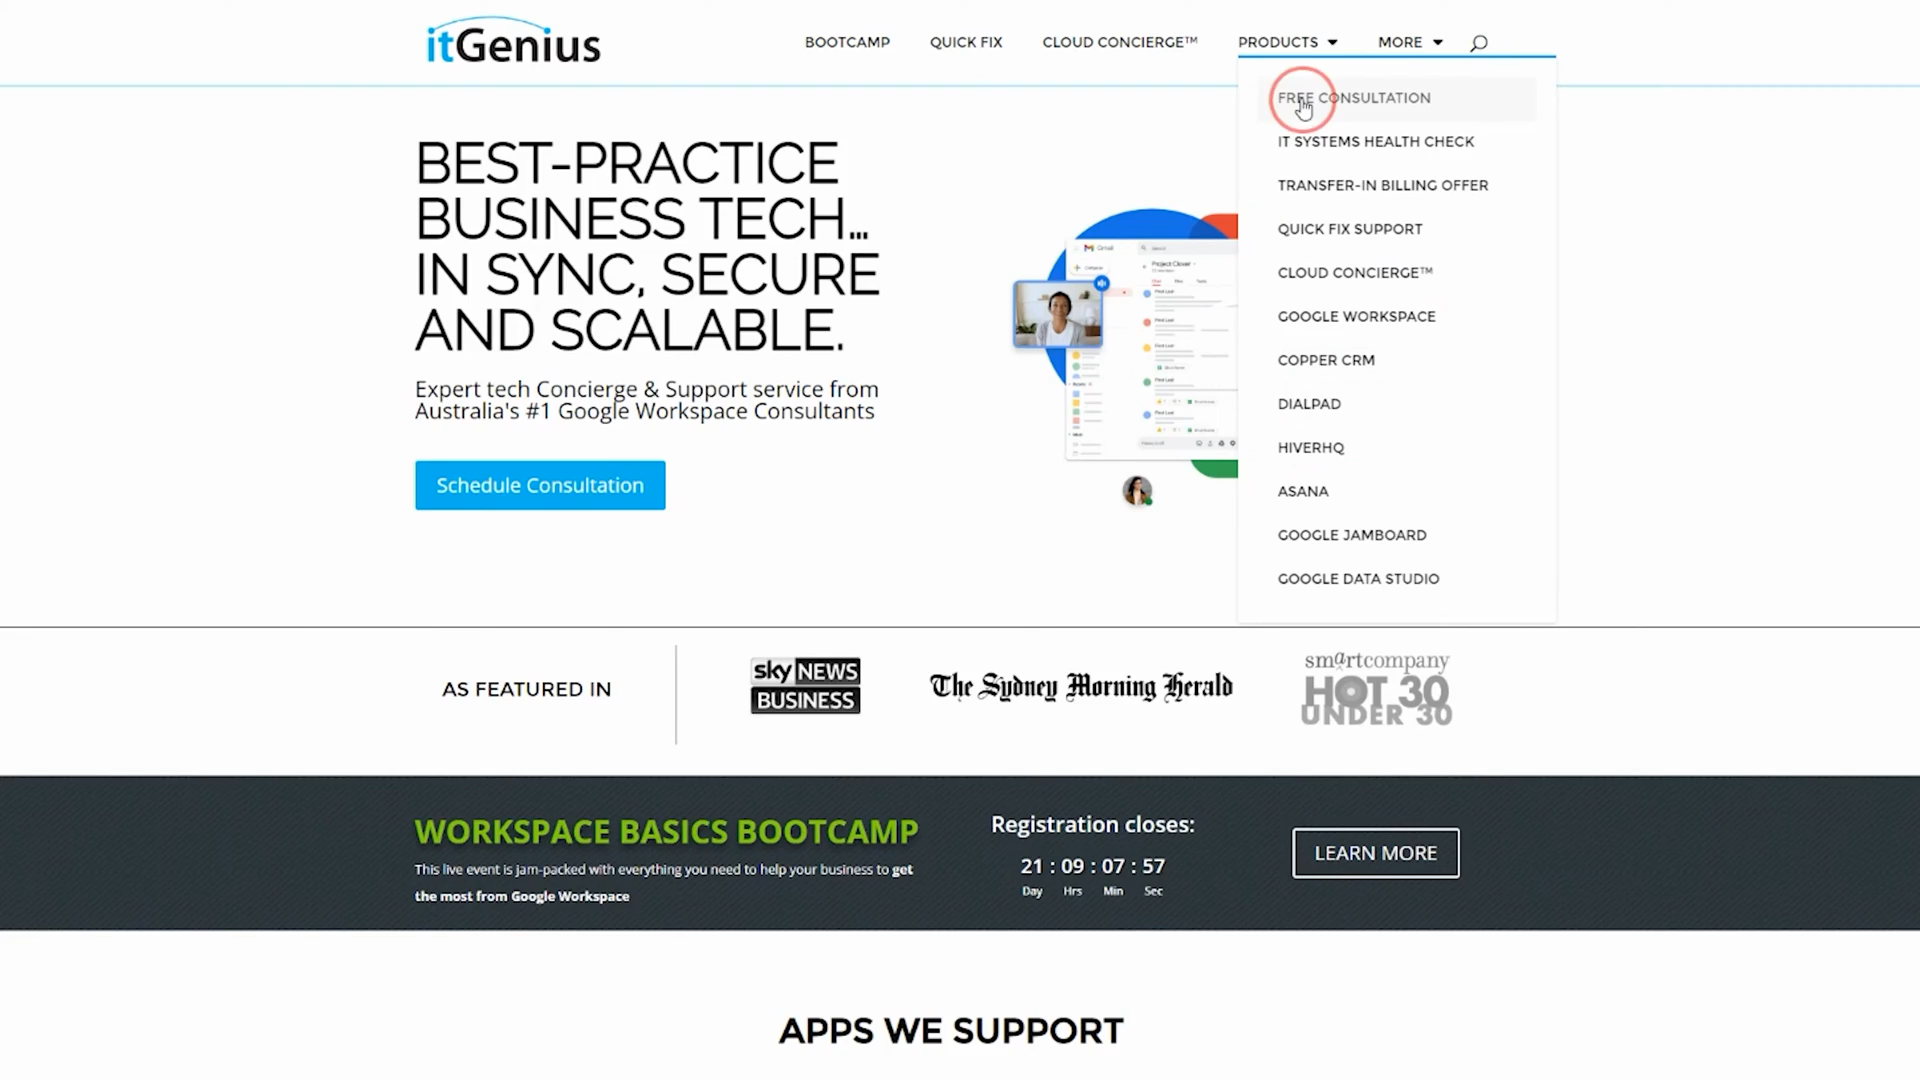 itGenius
BOOTCAMP
QUICK FIX
CLOUD CONCIERGE™
PRODUCTS
MORE
FREE CONSULTATION
IT SYSTEMS HEALTH CHECK
TRANSFER-IN BILLING OFFER
QUICK FIX SUPPORT
CLOUD CONCIERGE™
GOOGLE WORKSPACE
COPPER CRM
DIALPAD
HIVERHQ
ASANA
GOOGLE JAMBOARD
GOOGLE DATA STUDIO
BEST-PRACTICE
BUSINESS TECH...
IN SYNC, SECURE
AND SCALABLE.
Expert tech Concierge & Support service from
Australia's #1 Google Workspace Consultants
Schedule Consultation
Gmail
Search
Compose
Project Clover
AS FEATURED IN
sky NEWS
BUSINESS
The Sydney Morning Herald
smartcompany
HOT 30
UNDER 30
WORKSPACE BASICS BOOTCAMP
This live event is jam-packed with everything you need to help your business to get
the most from Google Workspace
Registration closes:
21 : 09 : 07 : 57
Day Hrs Min Sec
LEARN MORE
APPS WE SUPPORT